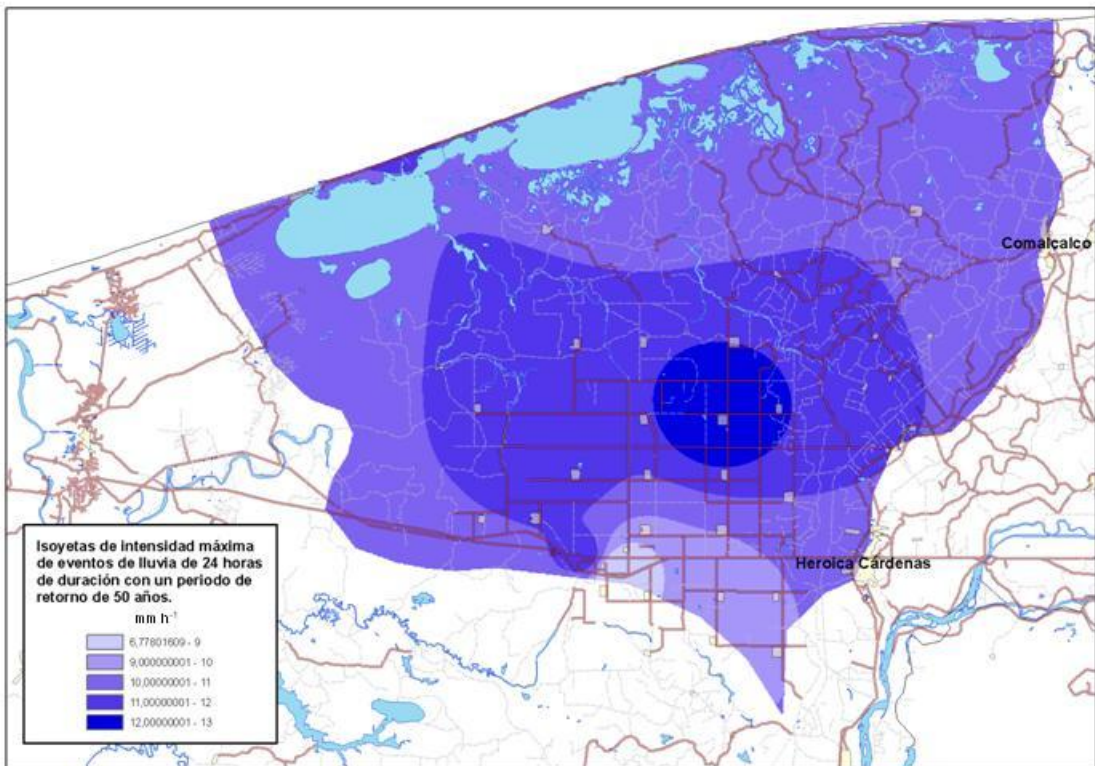 Comalcalco
Heroica Cárdenas
Isoyetas de intensidad máxima
de eventos de lluvia de 24 horas
de duración con un periodo de
retorno de 50 años.
mm h⁻¹
6,77801609 - 9
9,000000001 - 10
10,00000001 - 11
11,00000001 - 12
12,00000001 - 13